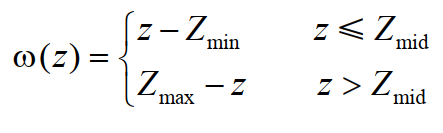 ω(z) = { z − Z_min    z ⩽ Z_mid
Z_max − z    z > Z_mid